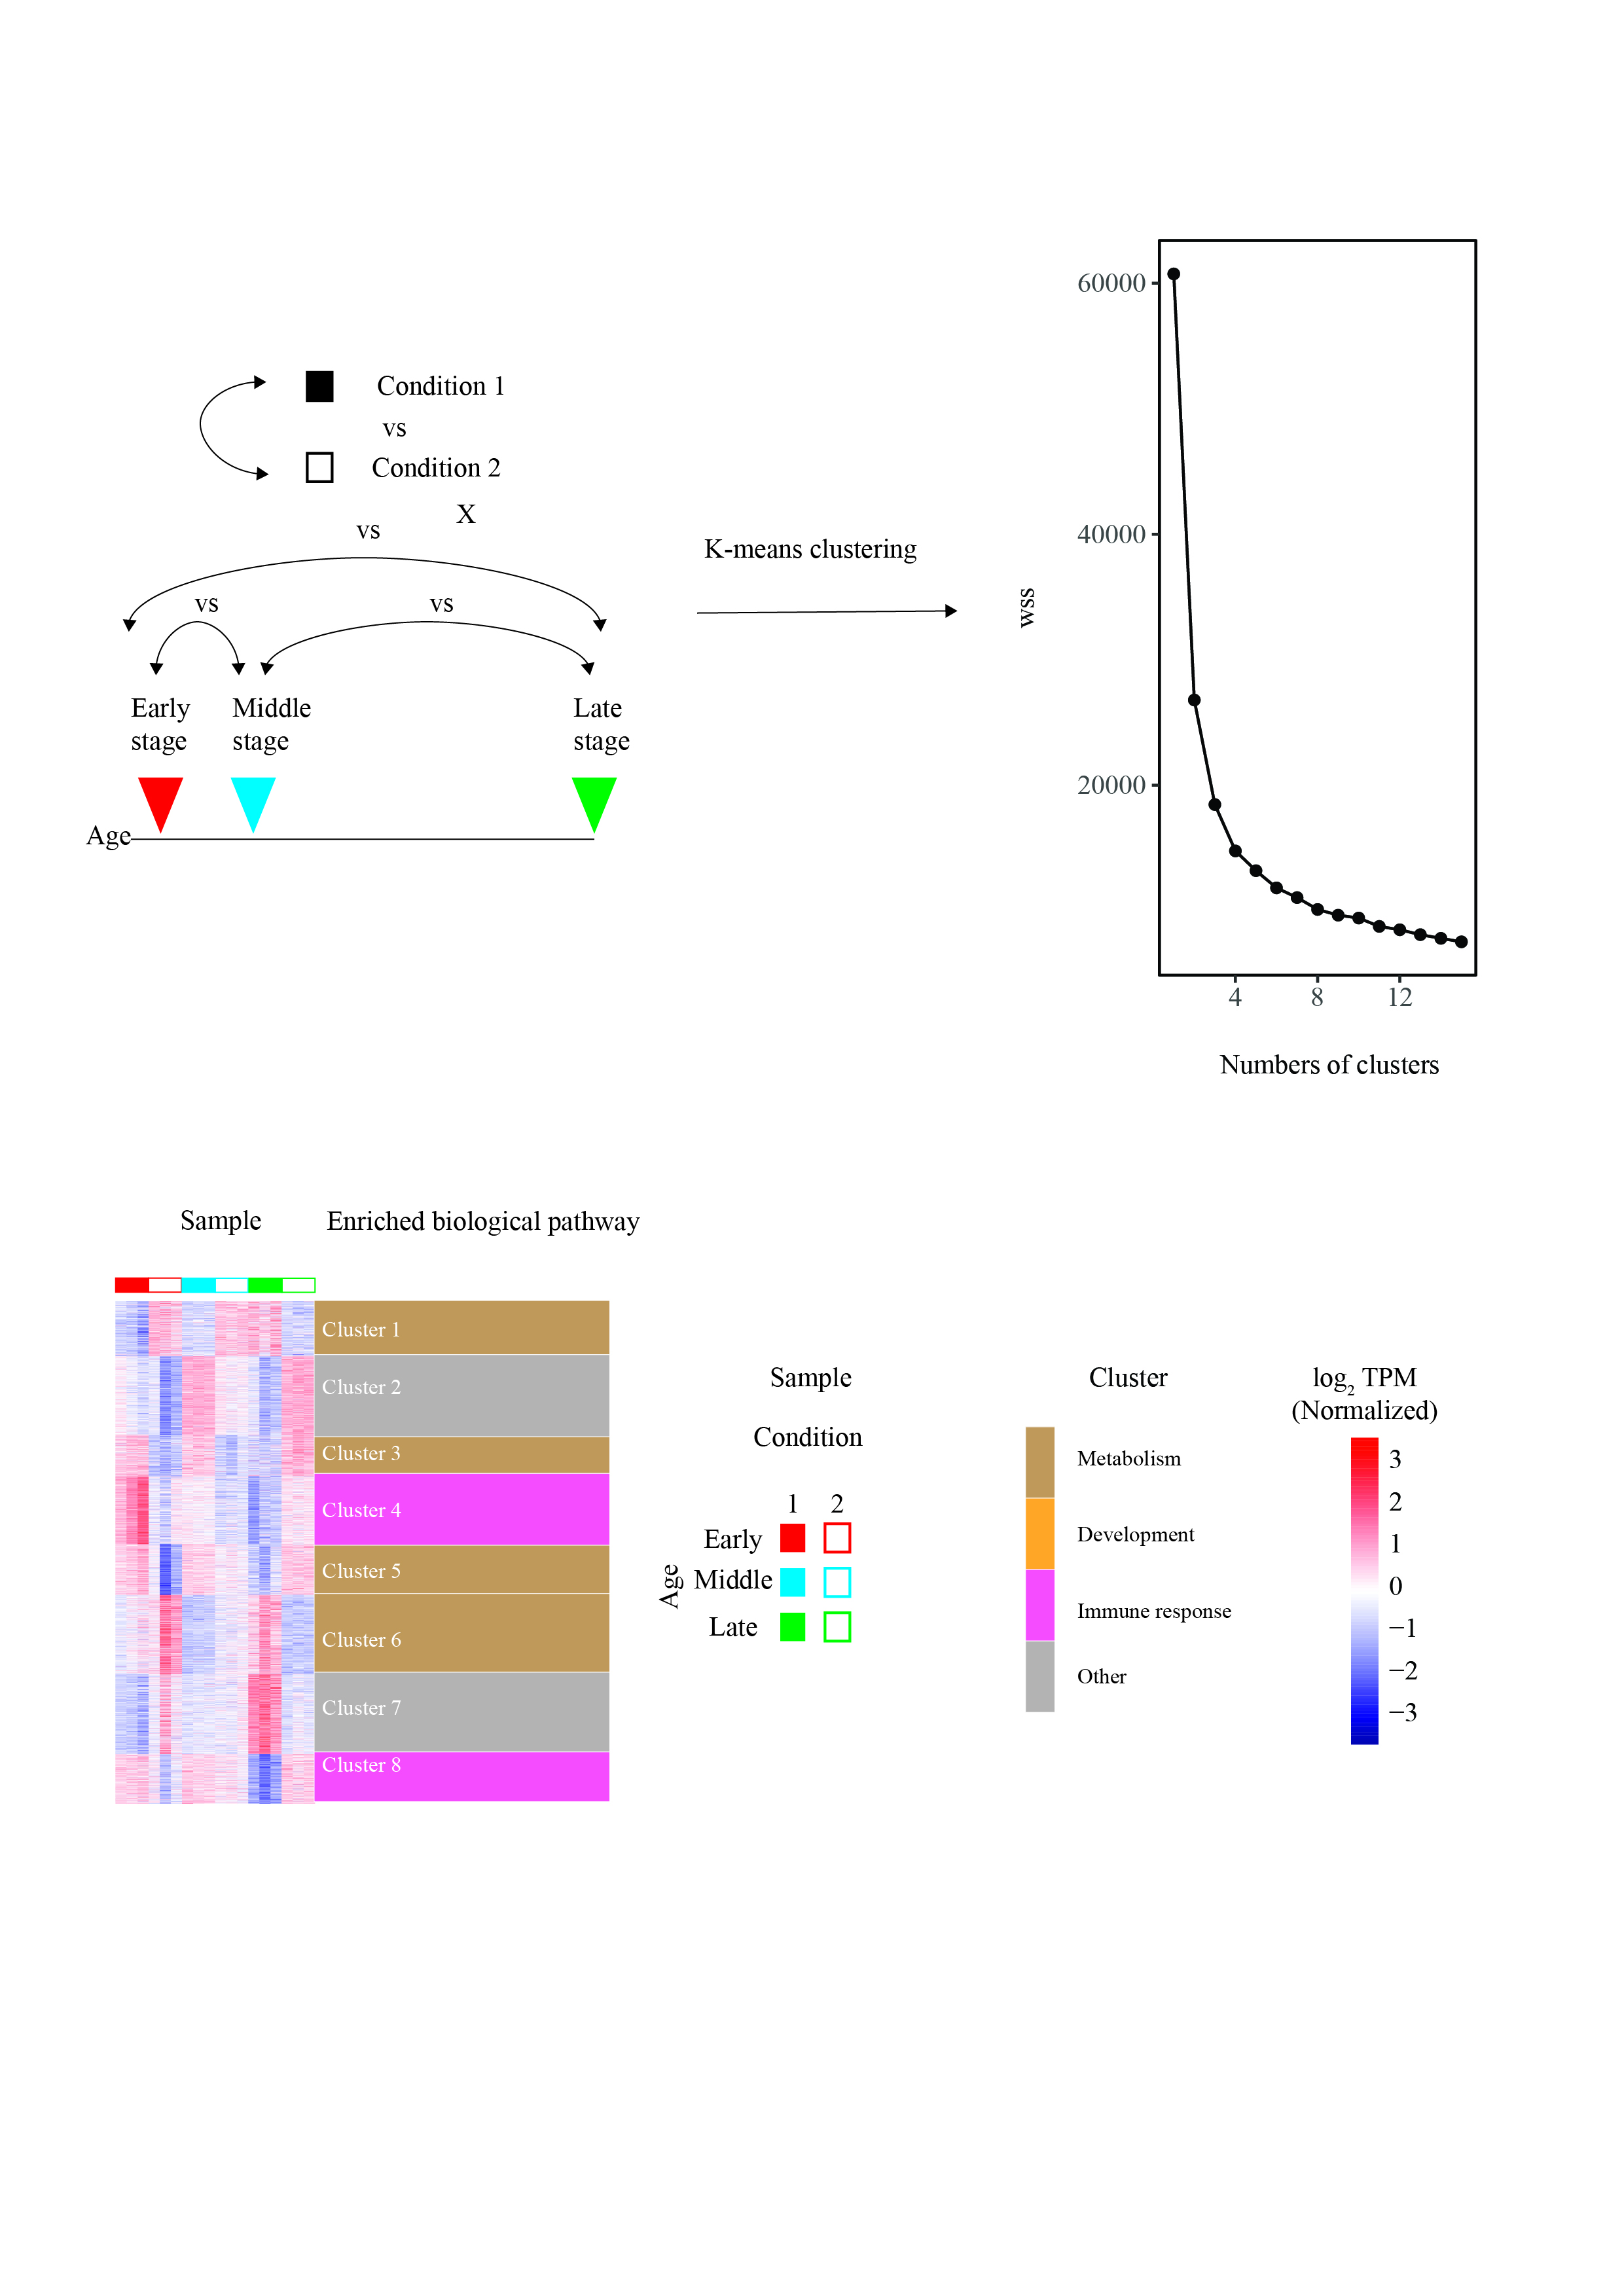 Condition 1
vs
Condition 2
X
vs
vs
vs
Early
stage
Middle
stage
Late
stage
Age
K-means clustering
60000
40000
20000
wss
4
8
12
Numbers of clusters
Sample
Enriched biological pathway
Cluster 1
Cluster 2
Cluster 3
Cluster 4
Cluster 5
Cluster 6
Cluster 7
Cluster 8
Sample
Condition
1 2
Early
Middle
Late
Age
Cluster
Metabolism
Development
Immune response
Other
log2 TPM
(Normalized)
3
2
1
0
−1
−2
−3